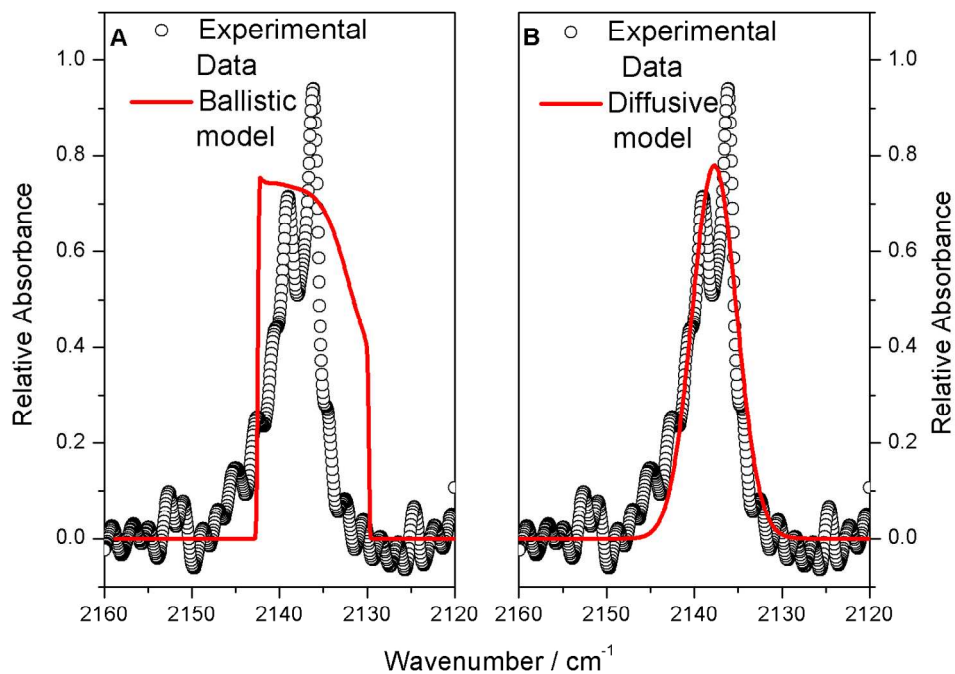 A
Experimental
Data
Ballistic
model
B
Experimental
Data
Diffusive
model
1.0
0.8
0.6
0.4
0.2
0.0
Relative Absorbance
1.0
0.8
0.6
0.4
0.2
0.0
Relative Absorbance
2160 2150 2140 2130 2120
2160 2150 2140 2130 2120
Wavenumber / cm⁻¹